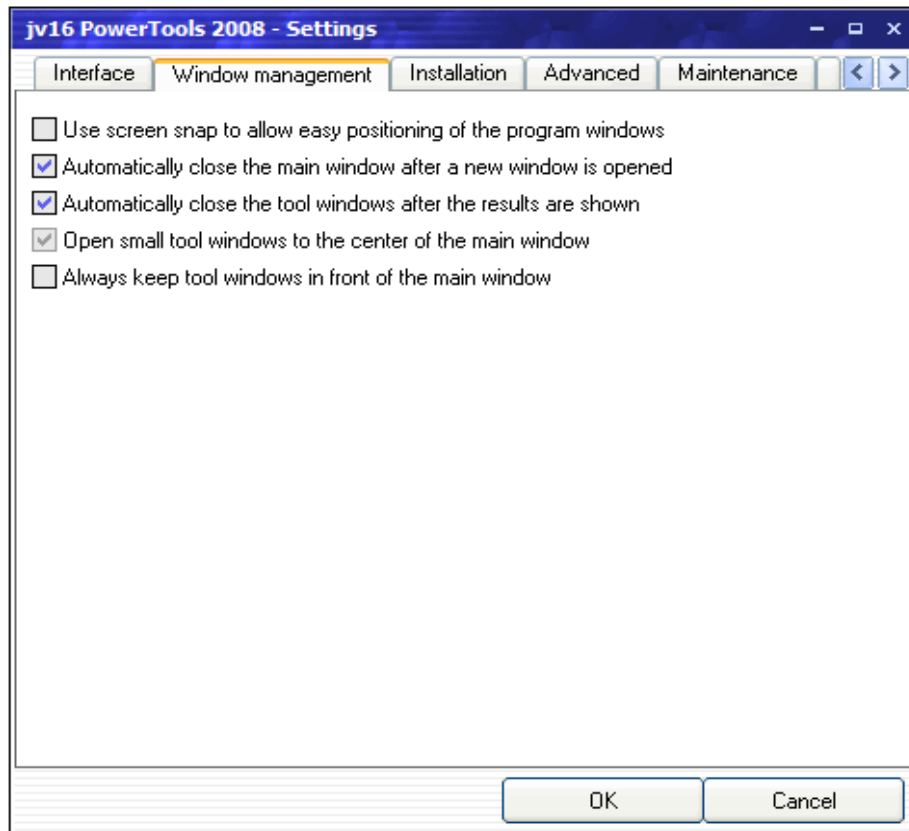 jv16 PowerTools 2008 - Settings
Interface Window management Installation Advanced Maintenance
Use screen snap to allow easy positioning of the program windows
Automatically close the main window after a new window is opened
Automatically close the tool windows after the results are shown
Open small tool windows to the center of the main window
Always keep tool windows in front of the main window
OK Cancel